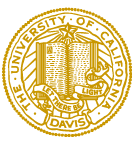 THE UNIVERSITY OF CALIFORNIA
LET THERE BE
LIGHT
DAVIS